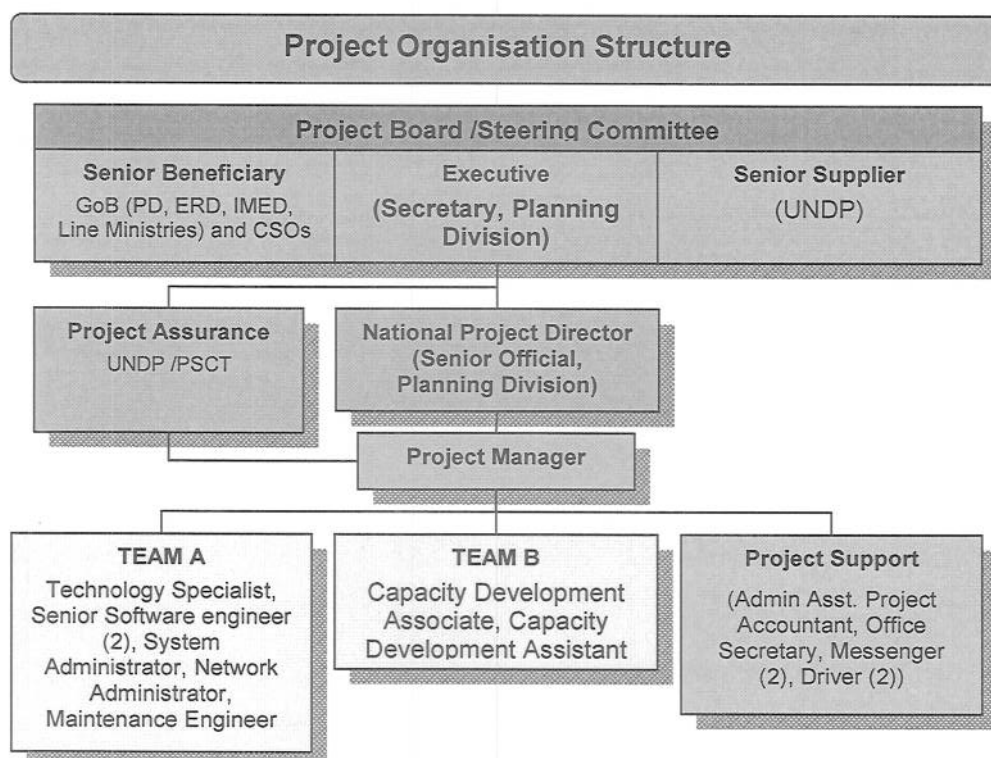 Project Organisation Structure
Project Board /Steering Committee
Senior Beneficiary
GoB (PD, ERD, IMED,
Line Ministries) and CSOs
Executive
(Secretary, Planning
Division)
Senior Supplier
(UNDP)
Project Assurance
UNDP /PSCT
National Project Director
(Senior Official,
Planning Division)
Project Manager
TEAM A
Technology Specialist,
Senior Software engineer
(2), System
Administrator, Network
Administrator,
Maintenance Engineer
TEAM B
Capacity Development
Associate, Capacity
Development Assistant
Project Support
(Admin Asst. Project
Accountant, Office
Secretary, Messenger
(2), Driver (2))